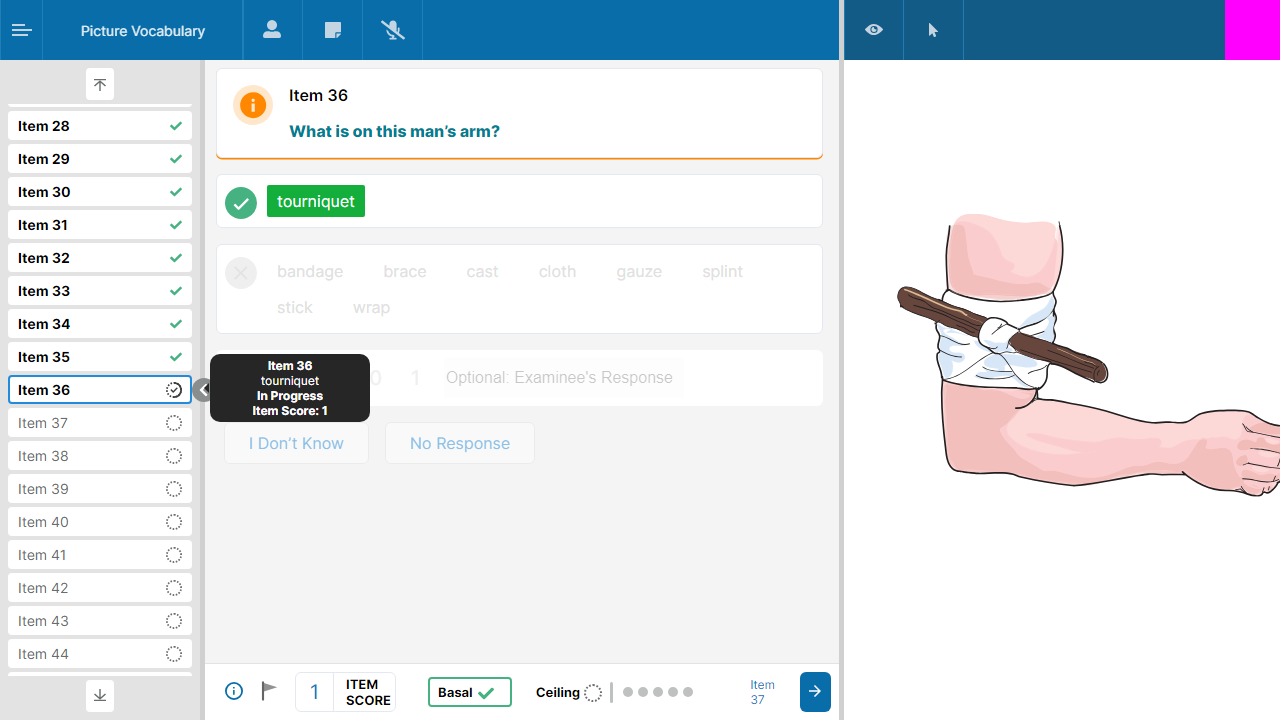 Picture Vocabulary
Item 28
Item 29
Item 30
Item 31
Item 32
Item 33
Item 34
Item 35
Item 36
Item 37
Item 38
Item 39
Item 40
Item 41
Item 42
Item 43
Item 44
Item 36
What is on this man's arm?
tourniquet
bandage brace cast cloth gauze splint
stick wrap
Item 36
tourniquet
In Progress
Item Score: 1
0 1 Optional: Examinee's Response
I Don't Know No Response
1 ITEM
SCORE
Basal
Ceiling
Item
37